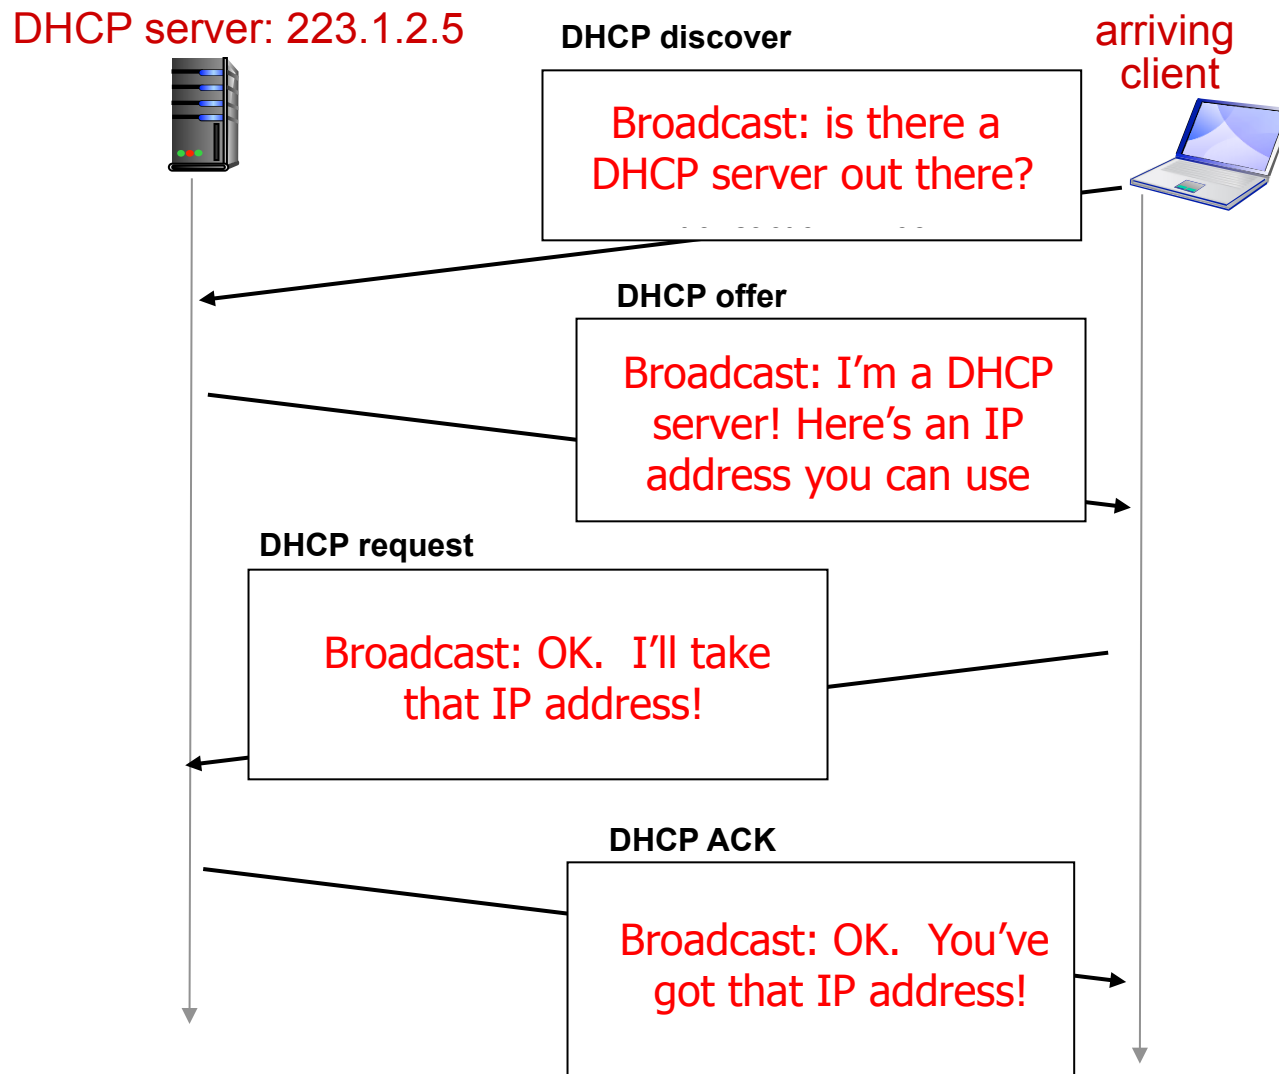 DHCP server: 223.1.2.5
DHCP discover
arriving
client
Broadcast: is there a
DHCP server out there?
DHCP offer
Broadcast: I’m a DHCP
server! Here’s an IP
address you can use
DHCP request
Broadcast: OK.  I’ll take
that IP address!
DHCP ACK
Broadcast: OK.  You’ve
got that IP address!